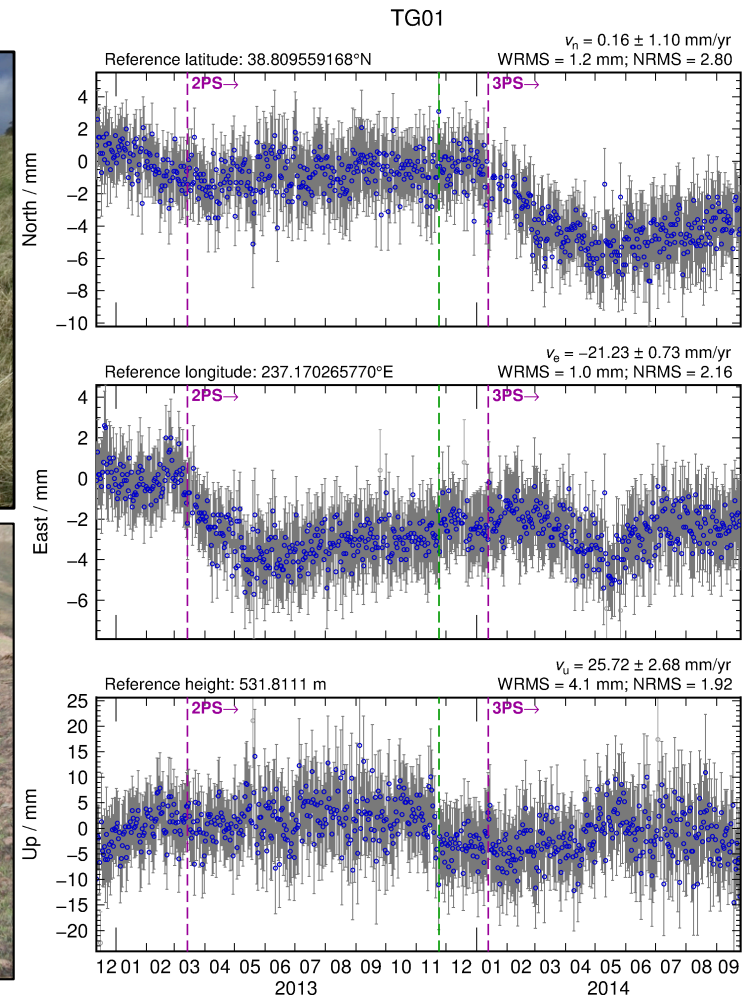 TG01
vn = 0.16 ± 1.10 mm/yr
Reference latitude: 38.809559168°N WRMS = 1.2 mm; NRMS = 2.80
2PS→ 3PS→
4
2
0
−2
−4
−6
−8
−10
North / mm
ve = −21.23 ± 0.73 mm/yr
Reference longitude: 237.170265770°E WRMS = 1.0 mm; NRMS = 2.16
2PS→ 3PS→
4
2
0
−2
−4
−6
East / mm
vu = 25.72 ± 2.68 mm/yr
Reference height: 531.8111 m WRMS = 4.1 mm; NRMS = 1.92
2PS→ 3PS→
25
20
15
10
5
0
−5
−10
−15
−20
Up / mm
12 01 02 03 04 05 06 07 08 09 10 11 12 01 02 03 04 05 06 07 08 09
2013 2014